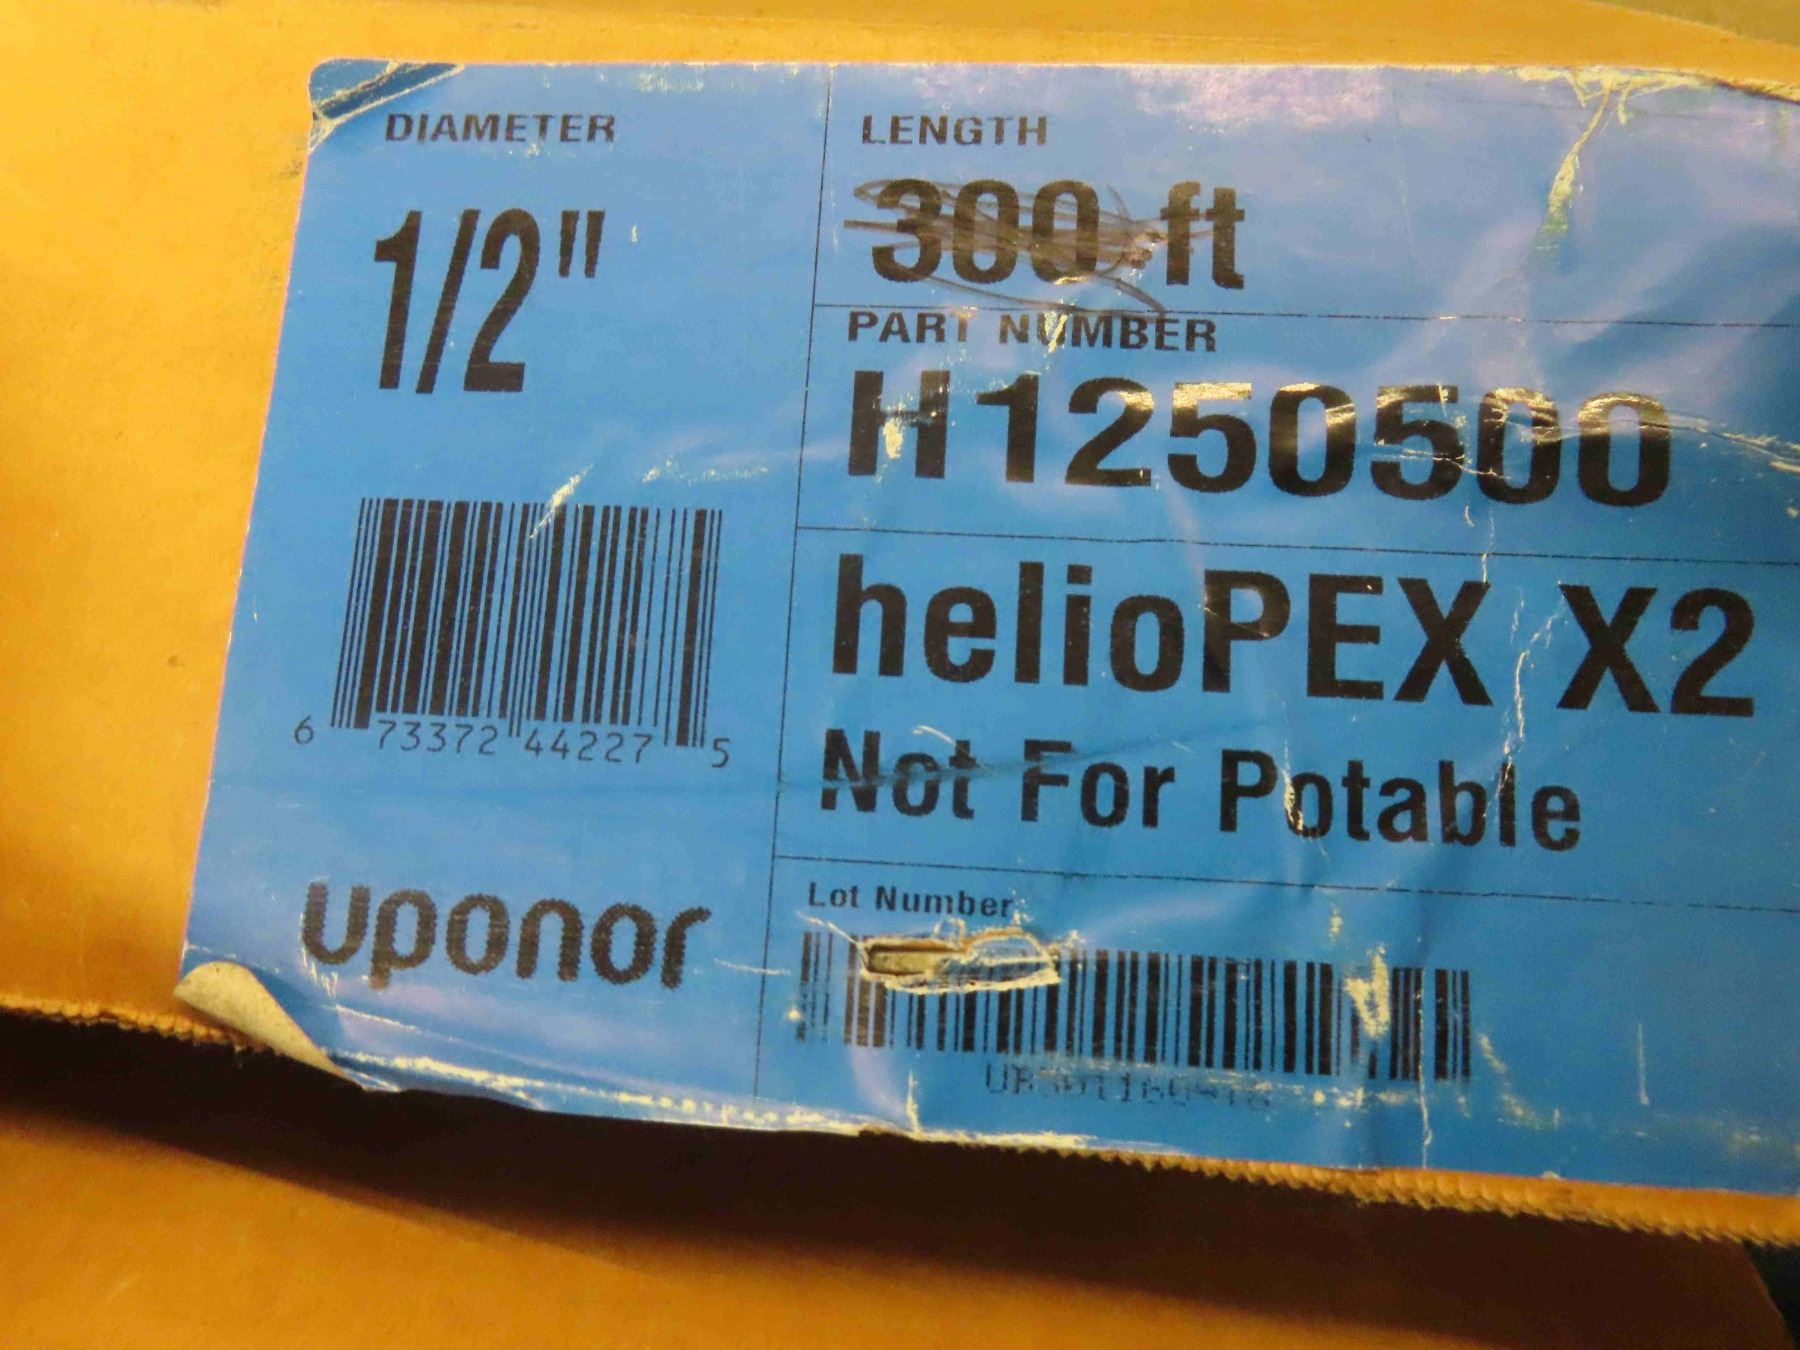 DIAMETER
1/2"
6 73372 44227 5
uponor
LENGTH
300 ft
PART NUMBER
H1250500
helioPEX X2
Not For Potable
Lot Number